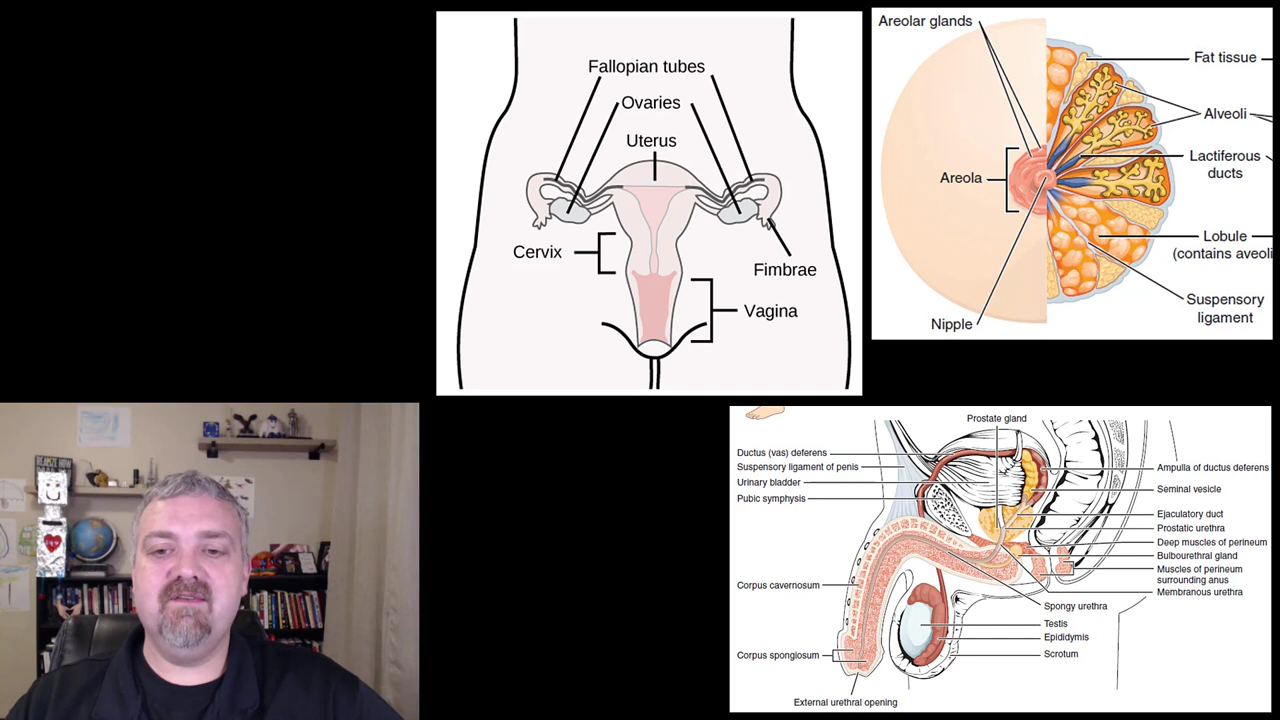 Fallopian tubes
Ovaries
Uterus
Cervix
Fimbrae
Vagina
Areolar glands
Fat tissue
Alveoli
Lactiferous
ducts
Areola
Lobule
(contains aveoli
Suspensory
ligament
Nipple
Prostate gland
Ductus (vas) deferens
Suspensory ligament of penis
Urinary bladder
Pubic symphysis
Corpus cavernosum
Corpus spongiosum
External urethral opening
Ampulla of ductus deferens
Seminal vesicle
Ejaculatory duct
Prostatic urethra
Deep muscles of perineum
Bulbourethral gland
Muscles of perineum
surrounding anus
Membranous urethra
Spongy urethra
Testis
Epididymis
Scrotum